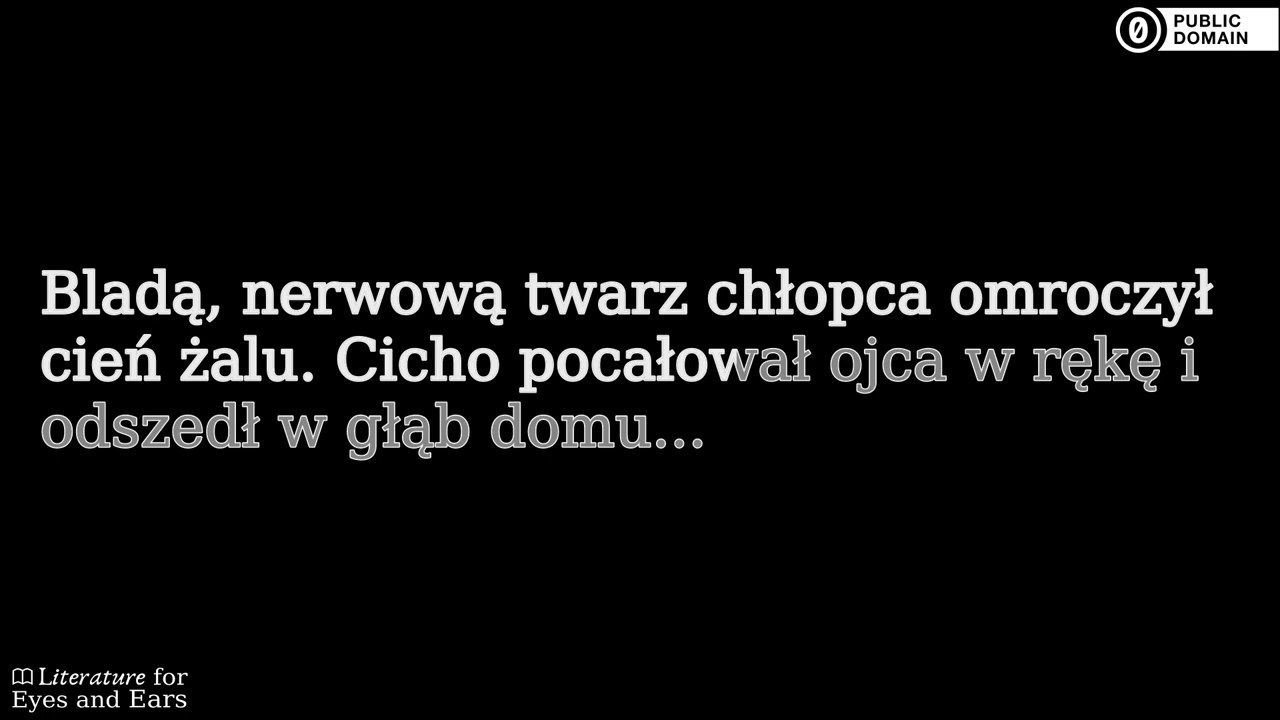 PUBLIC
DOMAIN
Bladą, nerwową twarz chłopca omroczył
cień żalu. Cicho pocałował ojca w rękę i
odszedł w głąb domu...
Literature for
Eyes and Ears